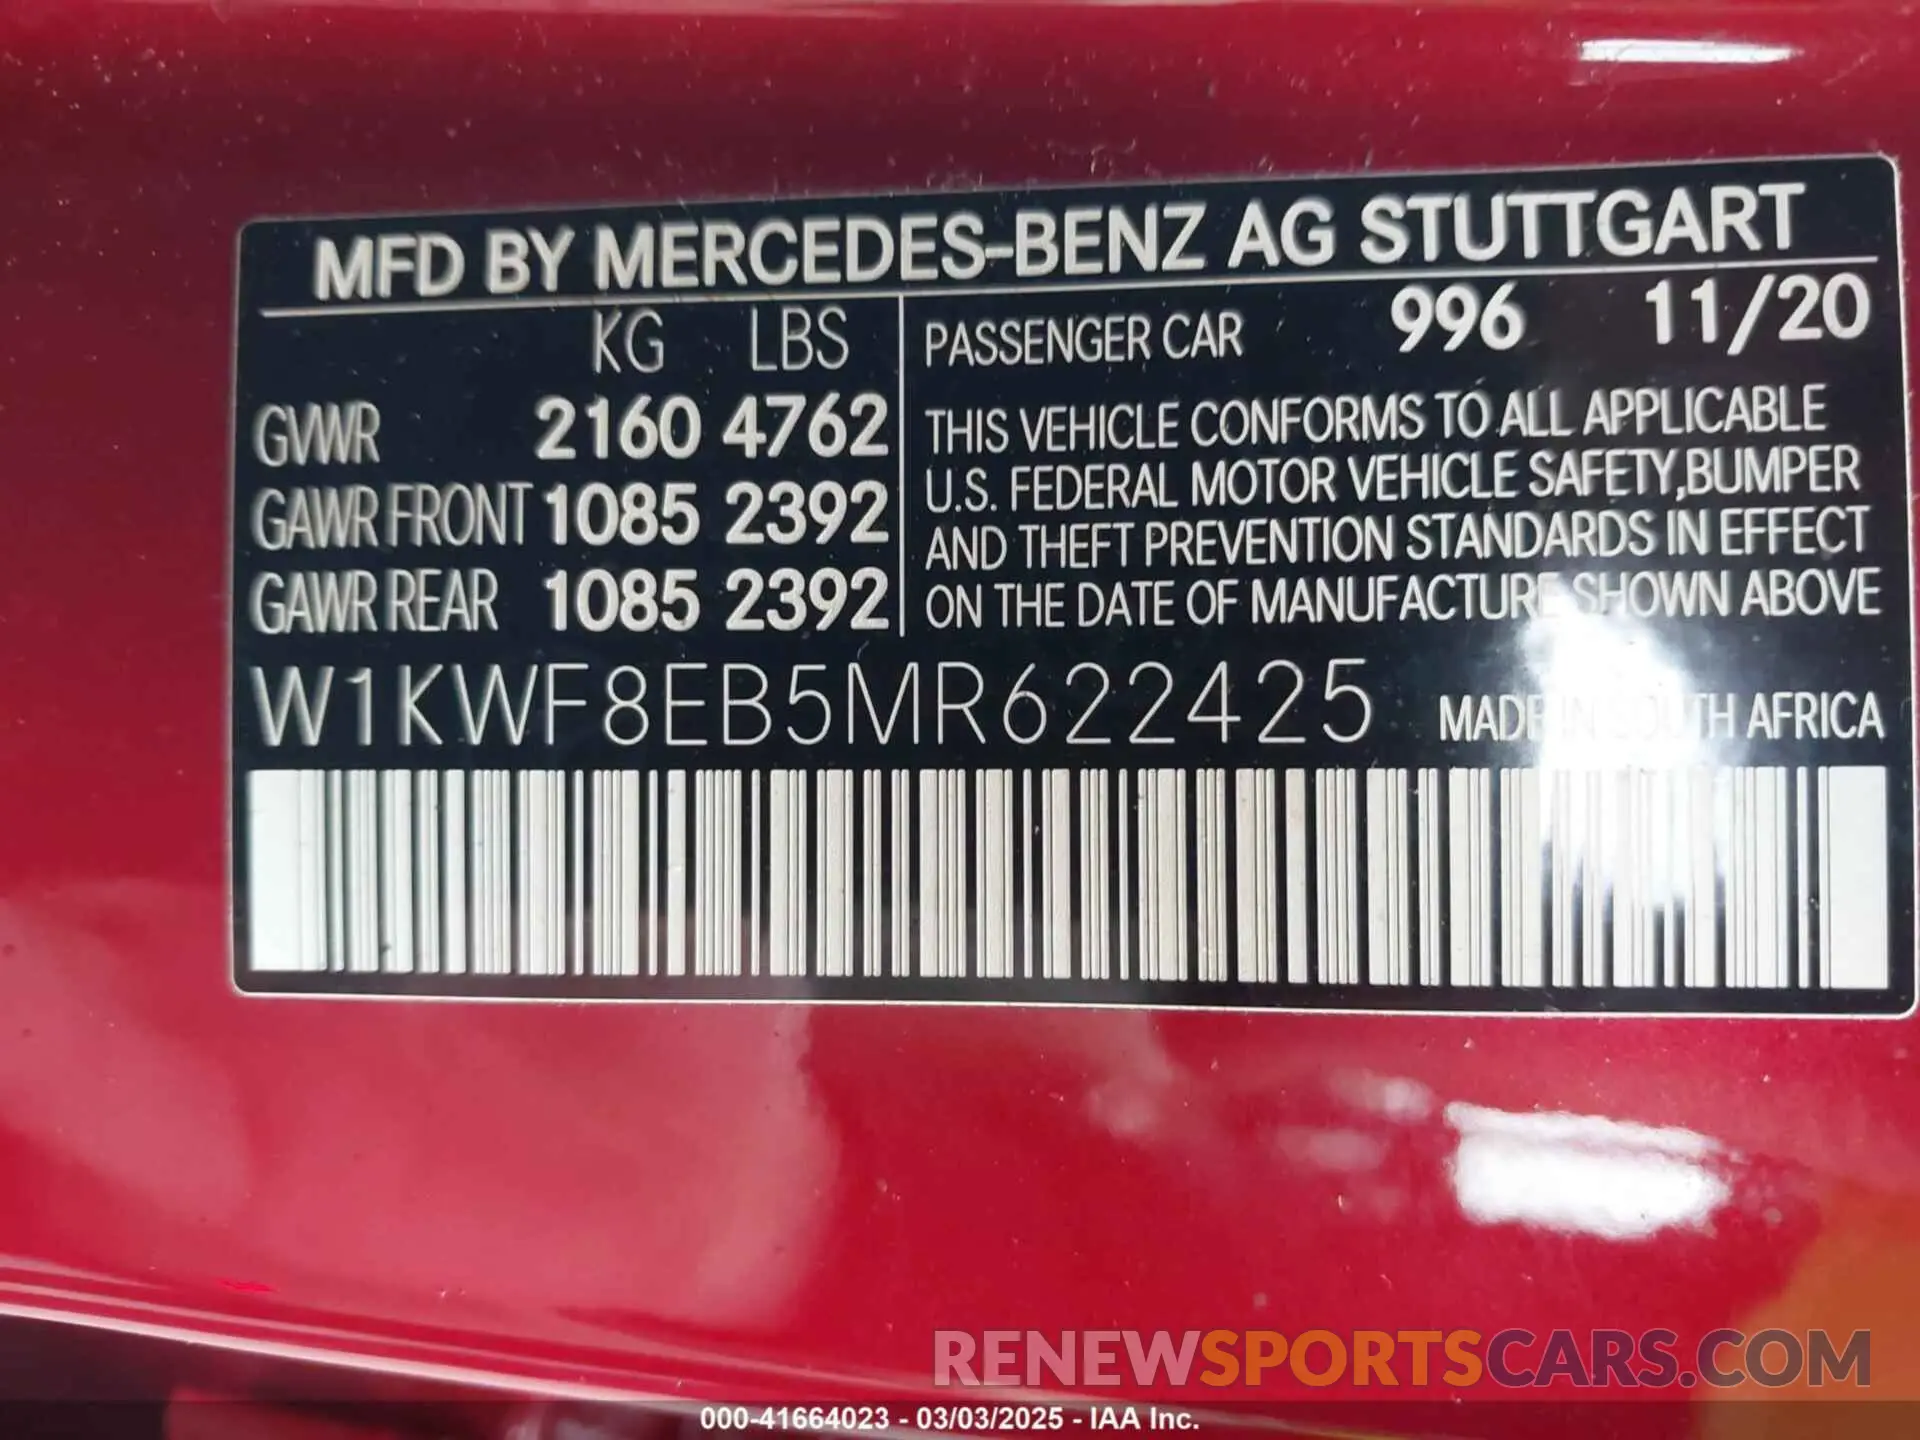 MFD BY MERCEDES-BENZ AG STUTTGART
KG LBS
GVWR 2160 4762
GAWR FRONT 1085 2392
GAWR REAR 1085 2392
PASSENGER CAR 996 11/20
THIS VEHICLE CONFORMS TO ALL APPLICABLE
U.S. FEDERAL MOTOR VEHICLE SAFETY,BUMPER
AND THEFT PREVENTION STANDARDS IN EFFECT
ON THE DATE OF MANUFACTURE SHOWN ABOVE
W1KWF8EB5MR622425
MADE IN SOUTH AFRICA
RENEWSPORTSCARS.COM
000-41664023 - 03/03/2025 - IAA Inc.